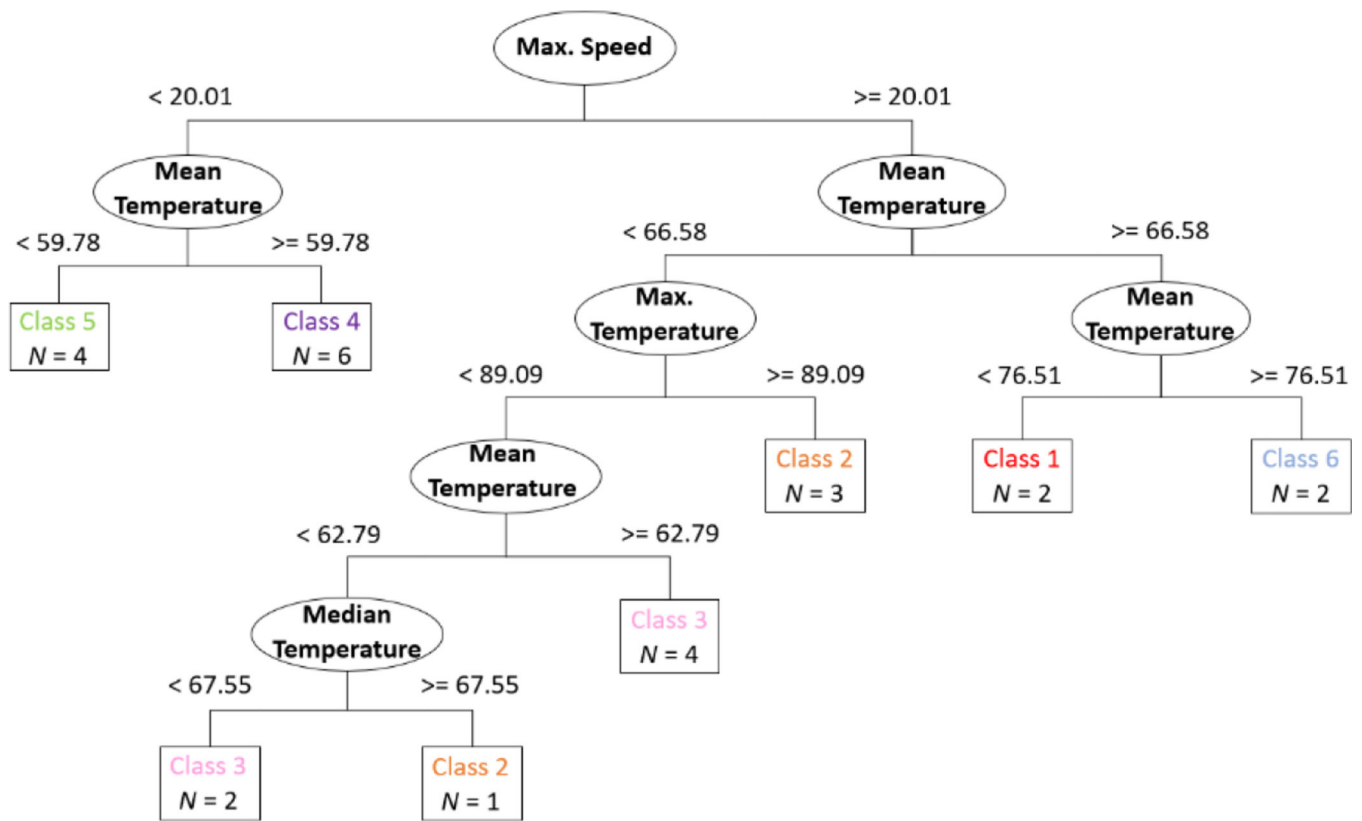 Max. Speed
< 20.01
>= 20.01
Mean
Temperature
Mean
Temperature
< 59.78
>= 59.78
< 66.58
>= 66.58
Class 5
N = 4
Class 4
N = 6
Max.
Temperature
Mean
Temperature
< 89.09
>= 89.09
< 76.51
>= 76.51
Mean
Temperature
Class 2
N = 3
Class 1
N = 2
Class 6
N = 2
< 62.79
>= 62.79
Median
Temperature
Class 3
N = 4
< 67.55
>= 67.55
Class 3
N = 2
Class 2
N = 1